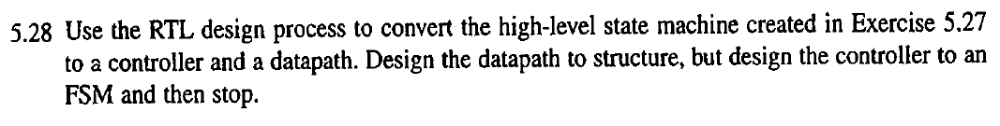 5.28 Use the RTL design process to convert the high-level state machine created in Exercise 5.27
to a controller and a datapath. Design the datapath to structure, but design the controller to an
FSM and then stop.